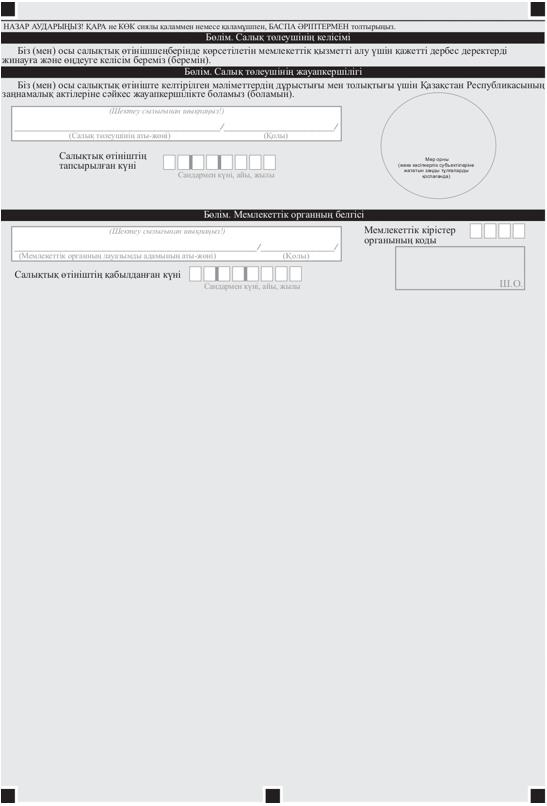 НАЗАР АУДАРЫҢЫЗ! ҚАРА не КӨК сиялы қаламмен немесе қаламұшпен, БАСПА ӘРІПТЕРМЕН толтырыңыз.
Бөлім. Салық төлеушінің келісімі
Біз (мен) осы салықтық өтінішшеңберінде көрсетілетін мемлекеттік қызметті алу үшін қажетті дербес деректерді
жинауға және өңдеуге келісім береміз (беремін).
Бөлім. Салық төлеушінің жауапкершілігі
Біз (мен) осы салықтық өтініште келтірілген мәліметтердің дұрыстығы мен толықтығы үшін Қазақстан Республикасының
заңнамалық актілеріне сәйкес жауапкершілікте боламыз (боламын).
(Шектеу сызығынан шықпаңыз!)
/ /
(Салық төлеушінің аты-жөні) (Қолы)
Салықтық өтініштің
тапсырылған күні
Сандармен күні, айы, жылы
Мөр орны
(жеке кәсіпкерлік субъектілеріне
жататын заңды тұлғаларды
қоспағанда)
Бөлім. Мемлекеттік органның белгісі
(Шектеу сызығынан шықпаңыз!)
/ /
(Мемлекеттік органның лауазымды адамының аты-жөні) (Қолы)
Мемлекеттік кірістер
органының коды
Салықтық өтініштің қабылданған күні
Сандармен күні, айы, жылы
Ш.О.